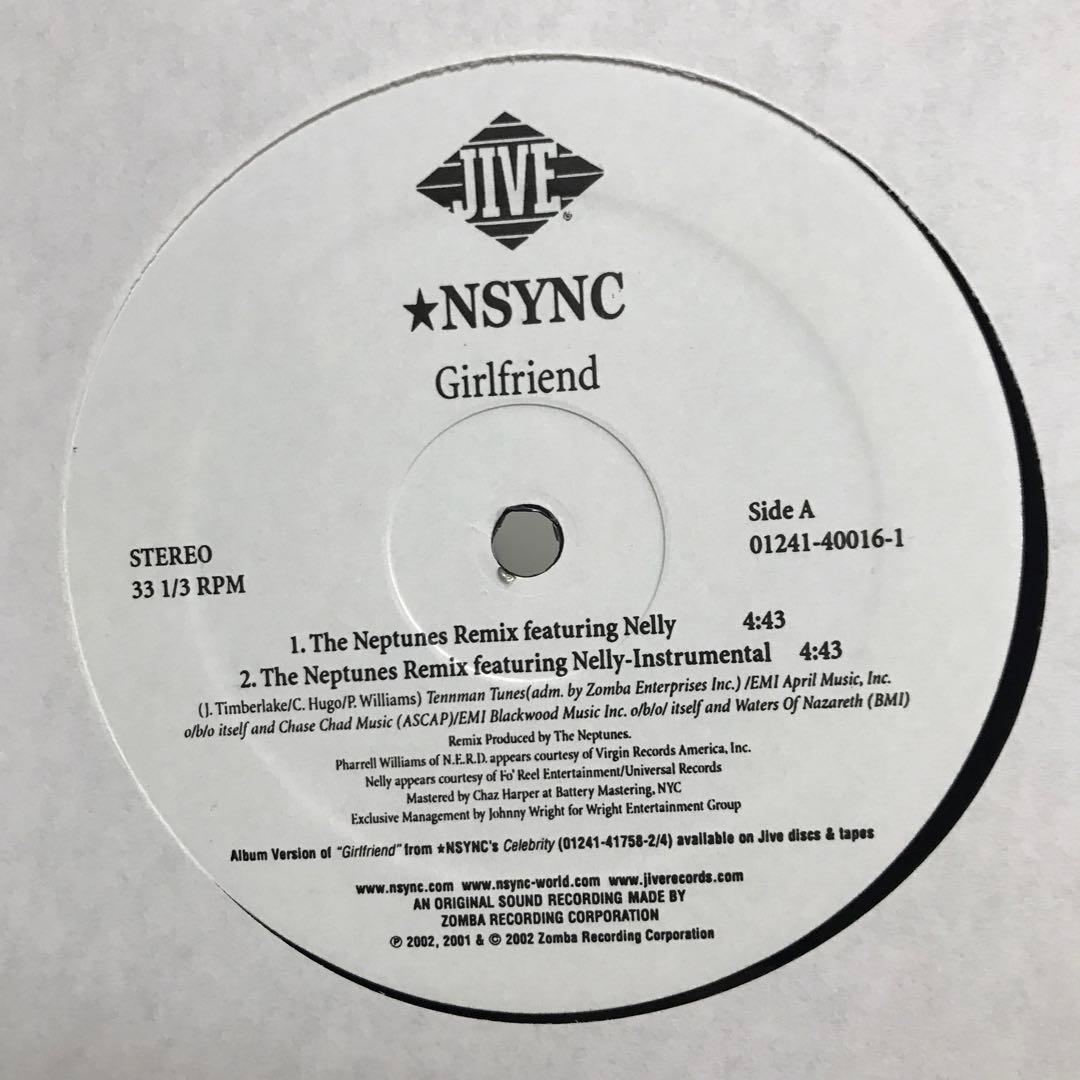 JIVE
®
★NSYNC
Girlfriend
STEREO
33 1/3 RPM
Side A
01241-40016-1
1. The Neptunes Remix featuring Nelly 4:43
2. The Neptunes Remix featuring Nelly-Instrumental 4:43
(J. Timberlake/C. Hugo/P. Williams) Tennman Tunes(adm. by Zomba Enterprises Inc.) /EMI April Music, Inc.
o/b/o itself and Chase Chad Music (ASCAP)/EMI Blackwood Music Inc. o/b/o/ itself and Waters Of Nazareth (BMI)
Remix Produced by The Neptunes.
Pharrell Williams of N.E.R.D. appears courtesy of Virgin Records America, Inc.
Nelly appears courtesy of Fo' Reel Entertainment/Universal Records
Mastered by Chaz Harper at Battery Mastering, NYC
Exclusive Management by Johnny Wright for Wright Entertainment Group
Album Version of "Girlfriend" from ★NSYNC's Celebrity (01241-41758-2/4) available on Jive discs & tapes
www.nsync.com www.nsync-world.com www.jiverecords.com
AN ORIGINAL SOUND RECORDING MADE BY
ZOMBA RECORDING CORPORATION
℗ 2002, 2001 & © 2002 Zomba Recording Corporation